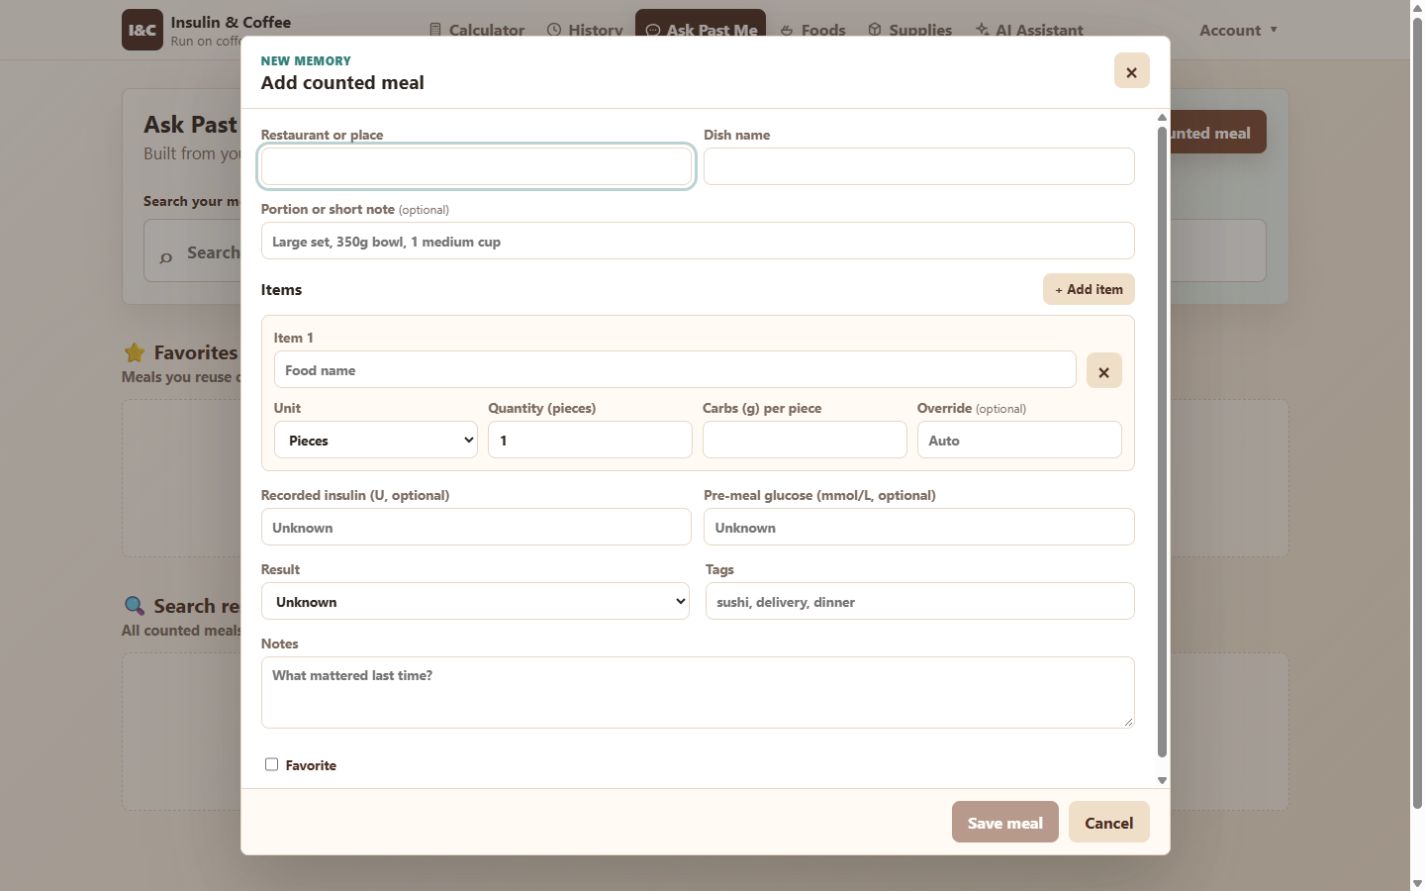 I&C
Insulin & Coffee
Run on coffe
Calculator
History
Ask Past Me
Foods
Supplies
AI Assistant
Account
NEW MEMORY
Add counted meal
×
Ask Past
Built from you
unted meal
Search your m
Search
Restaurant or place
Dish name
Portion or short note (optional)
Large set, 350g bowl, 1 medium cup
Items
+ Add item
Item 1
Food name
×
Unit
Quantity (pieces)
Carbs (g) per piece
Override (optional)
Pieces
1
Auto
Favorites
Meals you reuse
Recorded insulin (U, optional)
Pre-meal glucose (mmol/L, optional)
Unknown
Unknown
Result
Tags
Unknown
sushi, delivery, dinner
Search re
All counted meals
Notes
What mattered last time?
Favorite
Save meal
Cancel